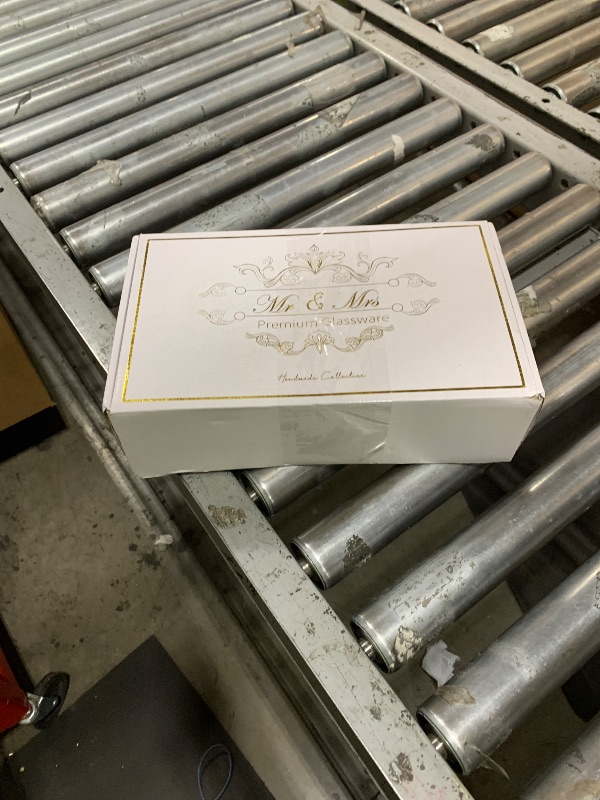 Mr & Mrs
Premium Glassware
Handmade Collection